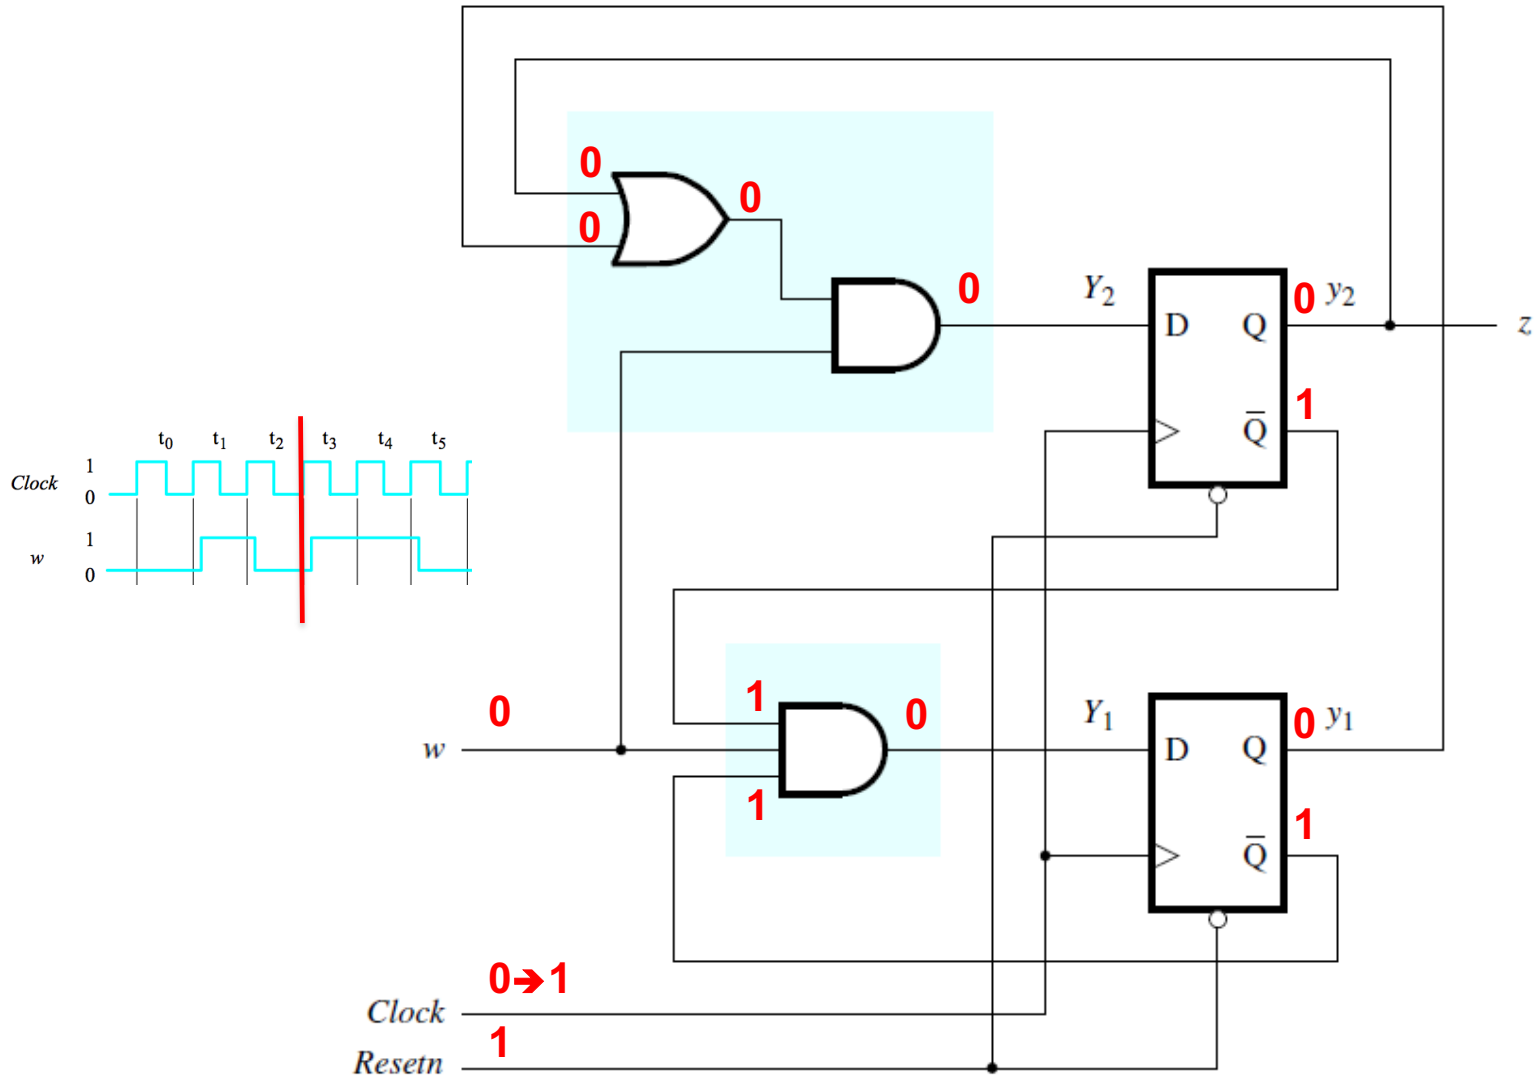 0
0
0
0
Y2
0 y2
D Q
z
1
Q̅
t0 t1 t2 t3 t4 t5
Clock 1
0
w 1
0
0
w
1
1
0
Y1
0 y1
D Q
1
Q̅
0➔1
Clock
1
Resetn